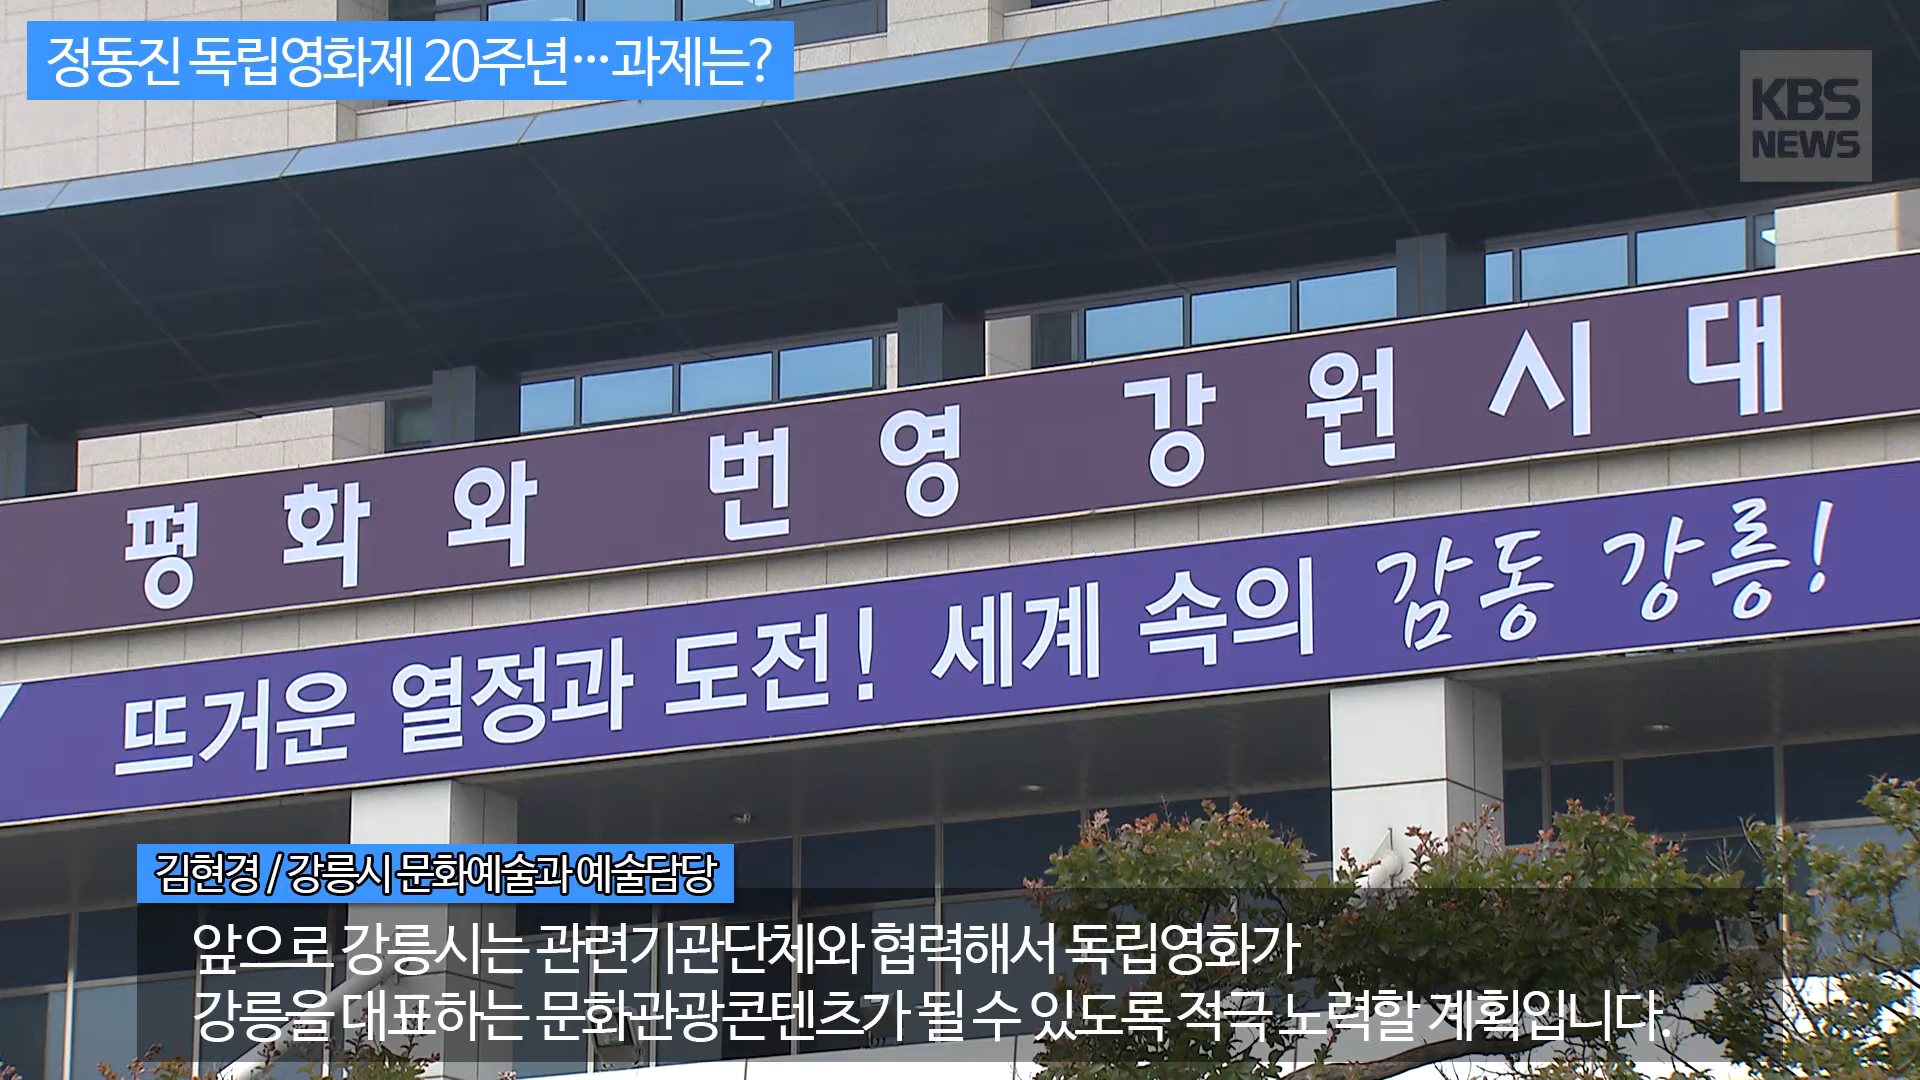 정동진 독립영화제 20주년…과제는?
KBS
NEWS
평화와 번영 강원시대
뜨거운 열정과 도전! 세계 속의 감동 강릉!
김현경 / 강릉시 문화예술과 예술담당
앞으로 강릉시는 관련기관단체와 협력해서 독립영화가
강릉을 대표하는 문화관광콘텐츠가 될 수 있도록 적극 노력할 계획입니다.